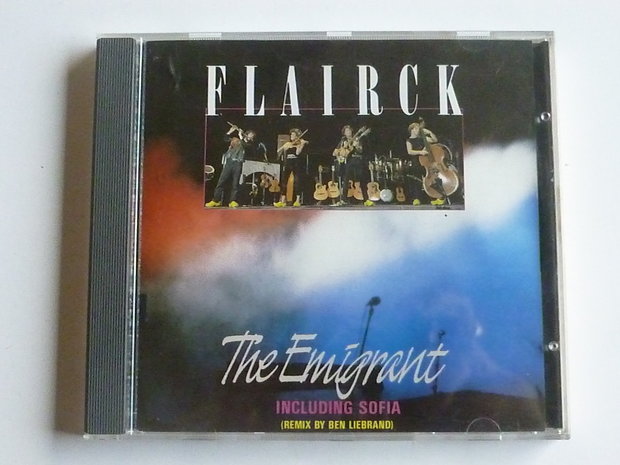 FLAIRCK
The Emigrant
INCLUDING SOFIA
(REMIX BY BEN LIEBRAND)